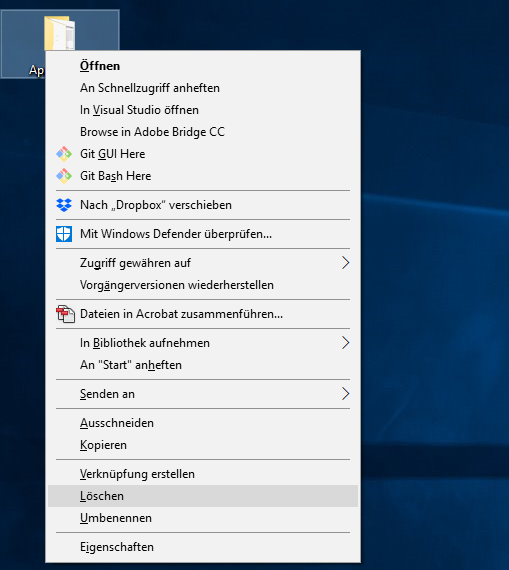 Ap
Öffnen
An Schnellzugriff anheften
In Visual Studio öffnen
Browse in Adobe Bridge CC
Git GUI Here
Git Bash Here
Nach „Dropbox“ verschieben
Mit Windows Defender überprüfen...
Zugriff gewähren auf
Vorgängerversionen wiederherstellen
Dateien in Acrobat zusammenführen...
In Bibliothek aufnehmen
An "Start" anheften
Senden an
Ausschneiden
Kopieren
Verknüpfung erstellen
Löschen
Umbenennen
Eigenschaften